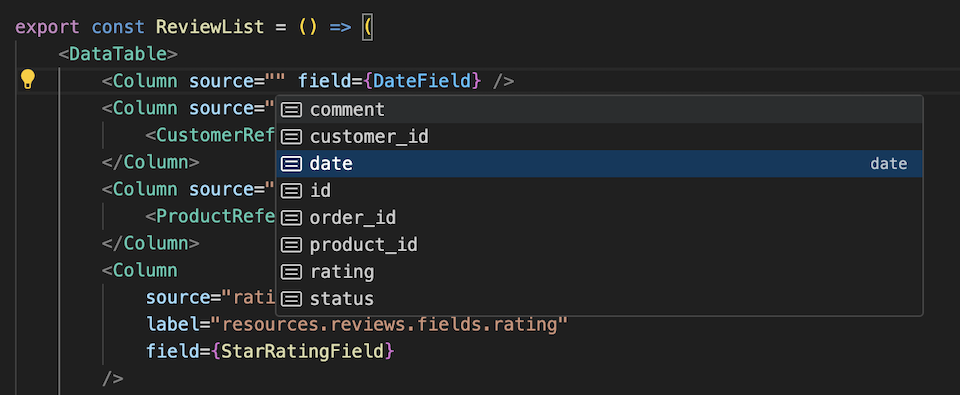 export const ReviewList = () => (
<DataTable>
<Column source="" field={DateField} />
<Column source="
comment
<CustomerRef
customer_id
</Column>
date date
<Column source="
id
<ProductRefe
order_id
</Column>
product_id
<Column
rating
source="rati
status
label="resources.reviews.fields.rating"
field={StarRatingField}
/>